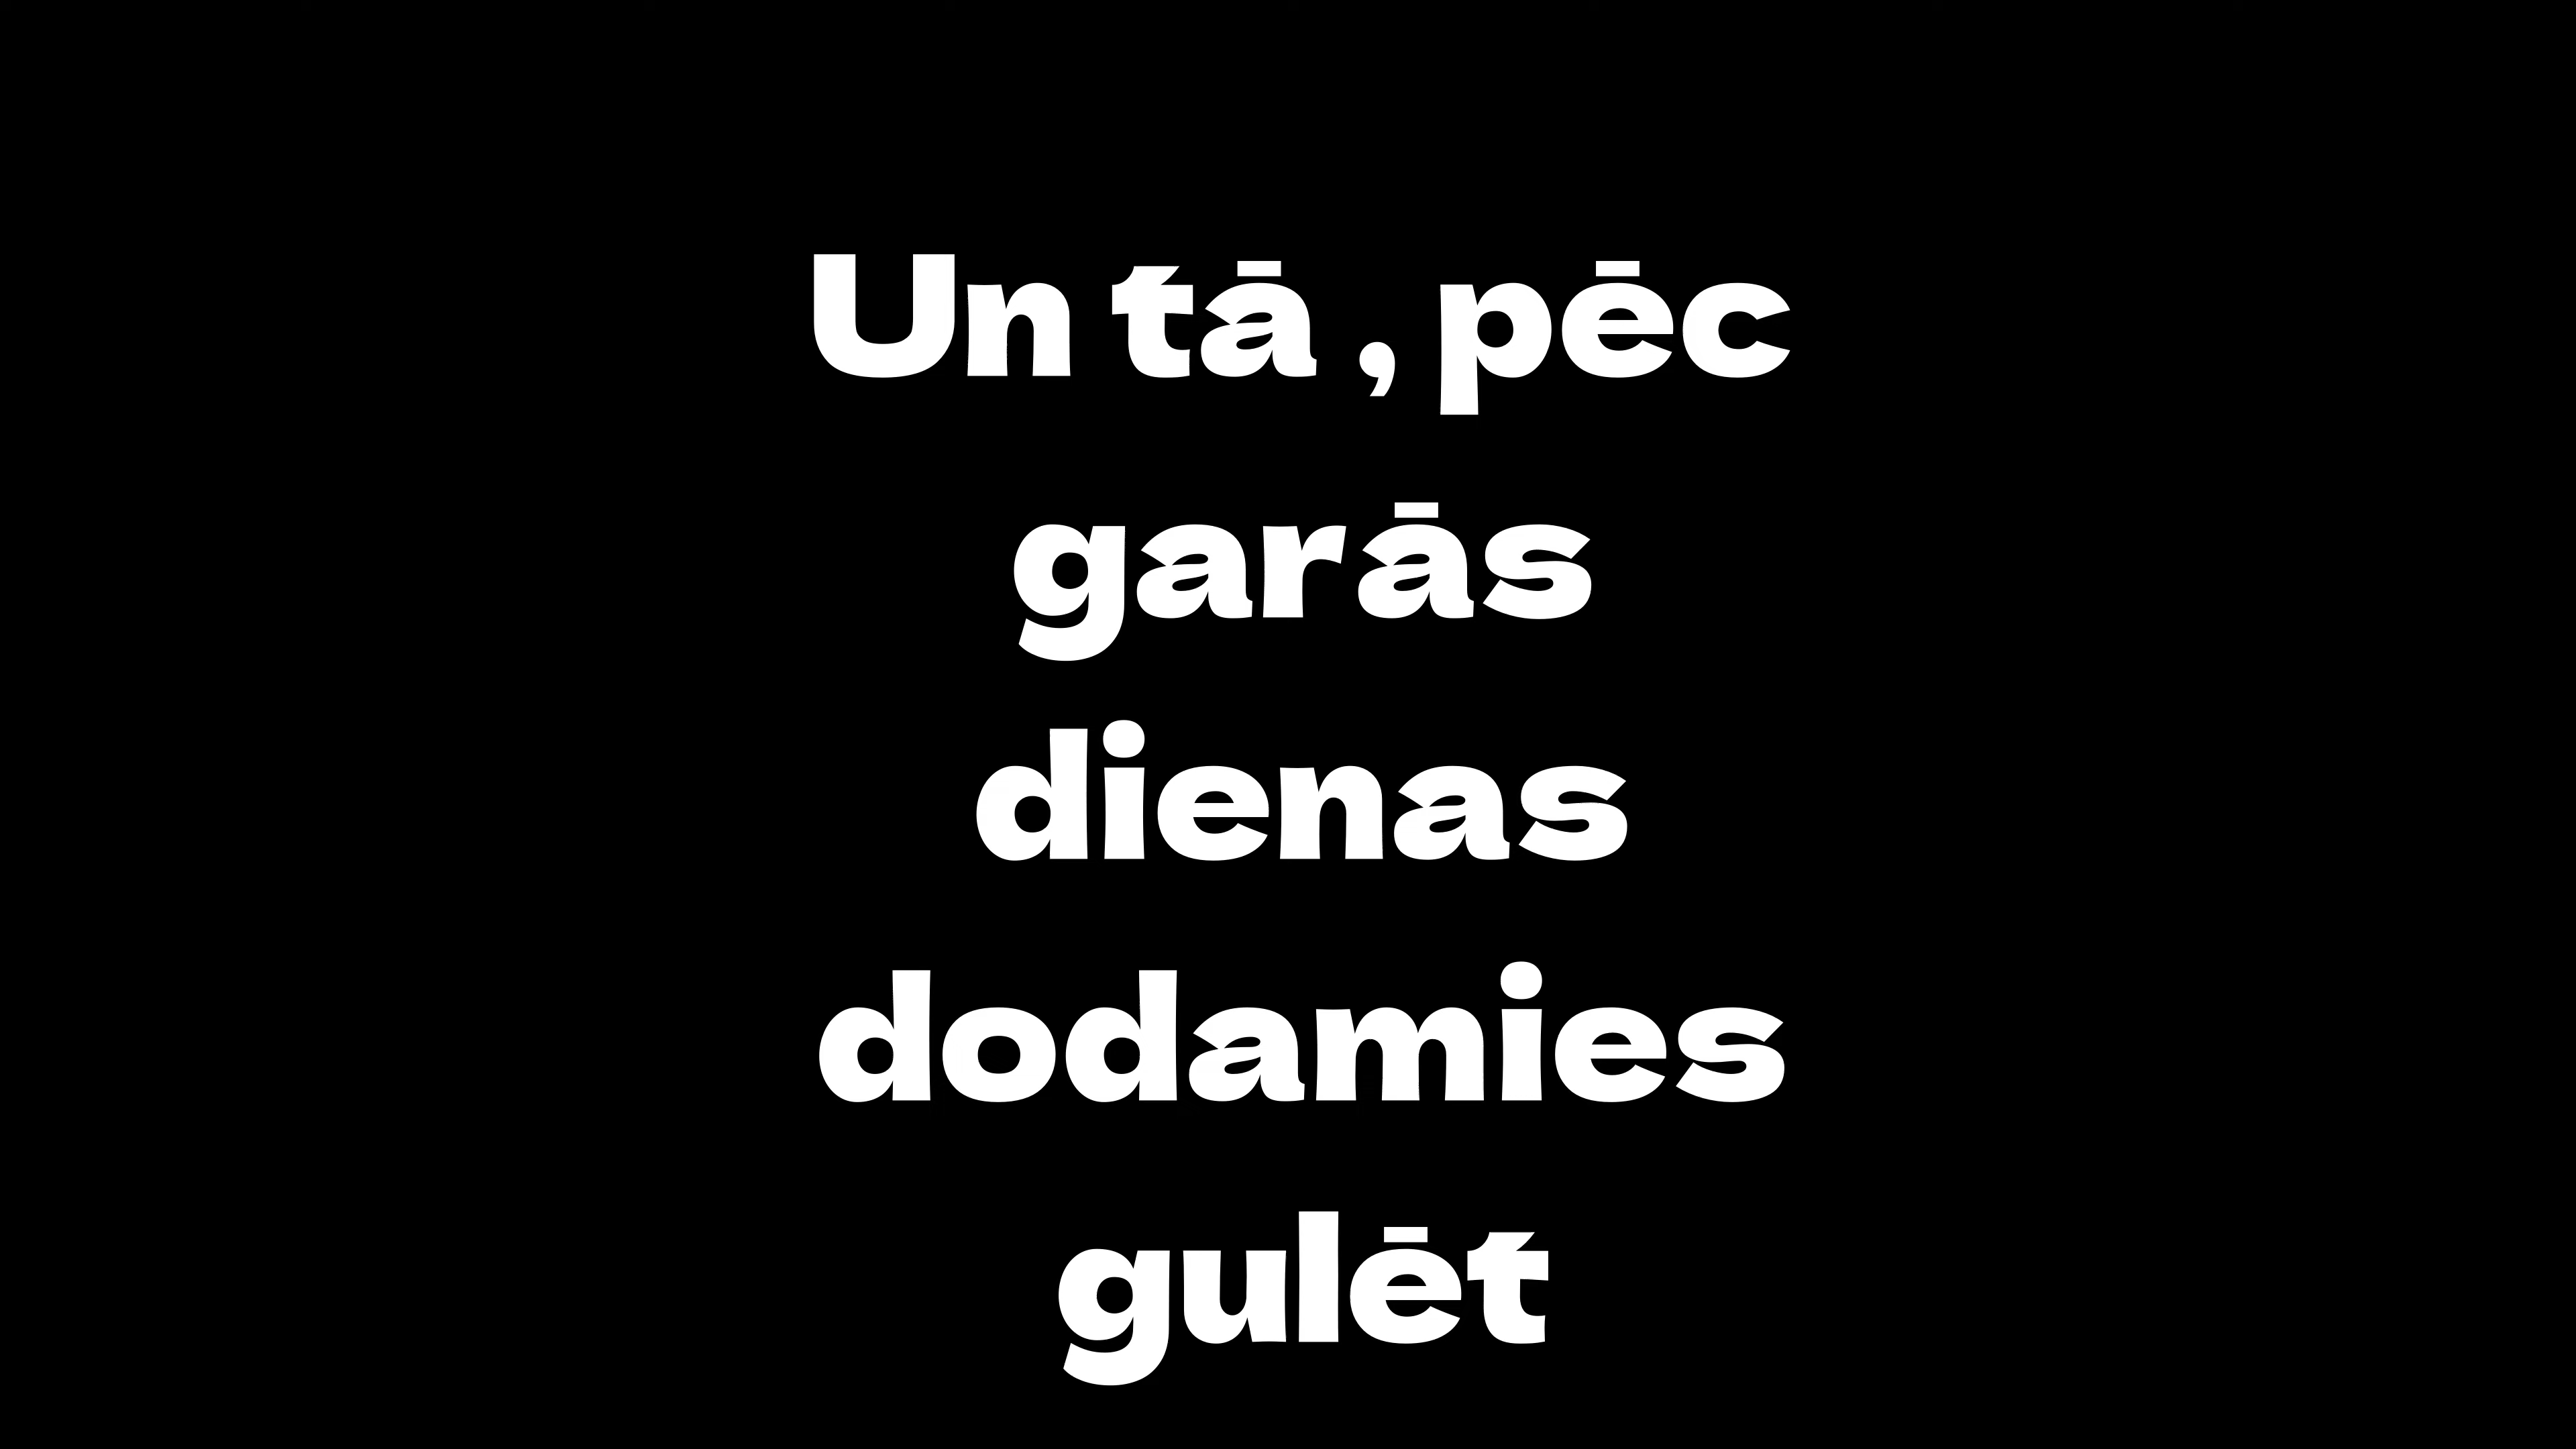 Un tā , pēc
garās
dienas
dodamies
gulēt